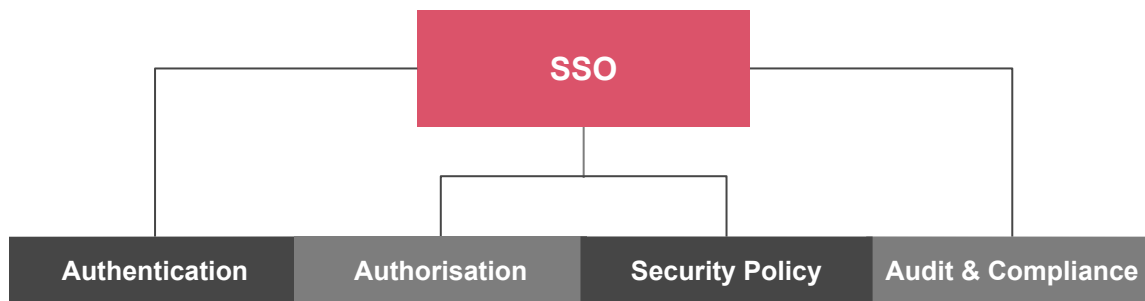 SSO
Authentication
Authorisation
Security Policy
Audit & Compliance